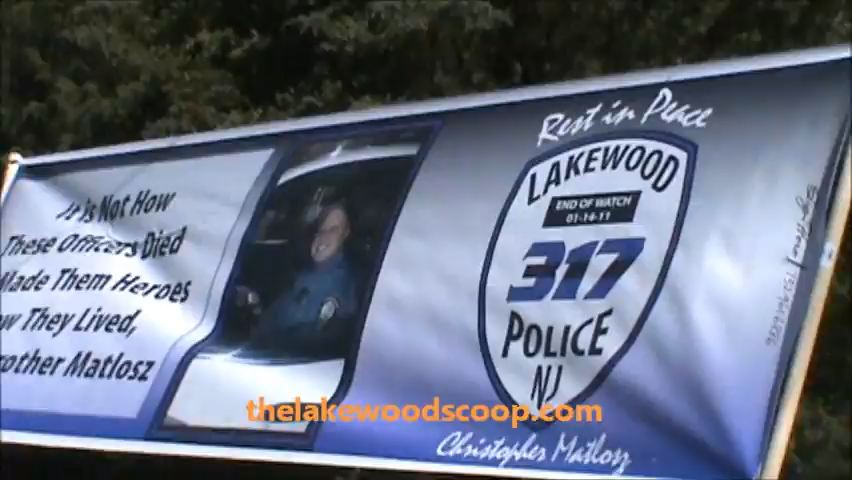 It is Not How
These Officers Died
Made Them Heroes
They Lived,
Matlosz
Rest in Peace
LAKEWOOD
END OF WATCH
01-14-11
317
POLICE
NJ
Christopher Matlosz
thelakewoodscoop.com